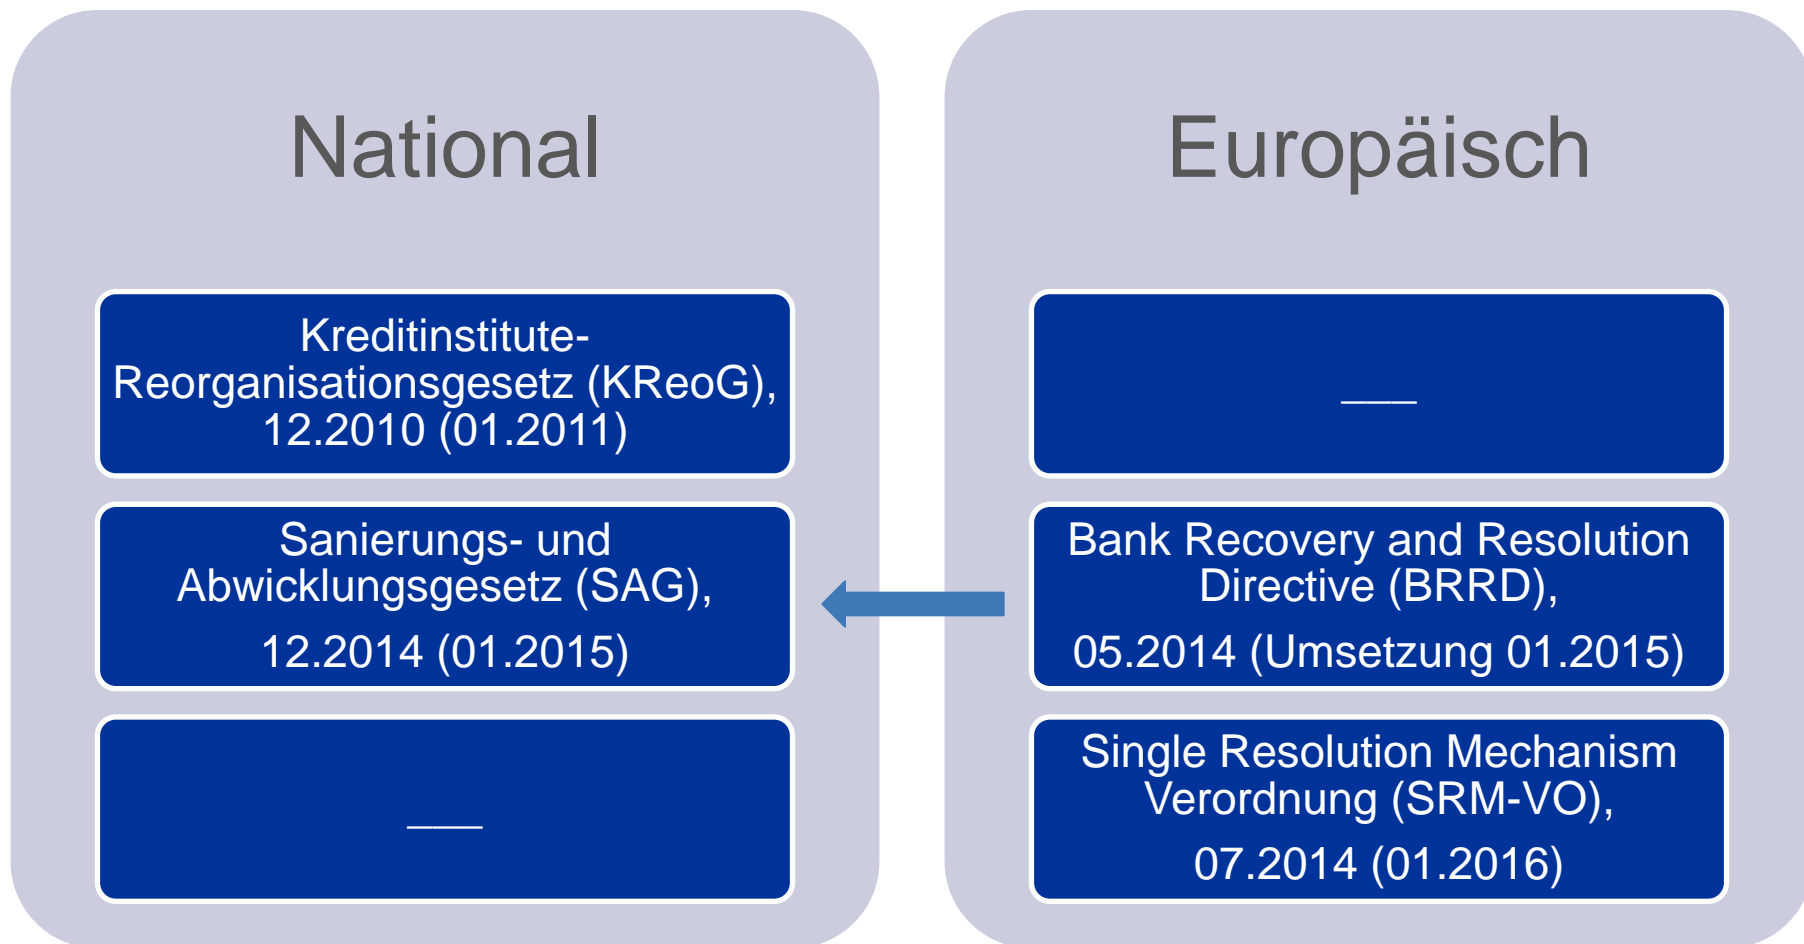 National
Kreditinstitute-
Reorganisationsgesetz (KReoG),
12.2010 (01.2011)
Sanierungs- und
Abwicklungsgesetz (SAG),
12.2014 (01.2015)
___
Europäisch
___
Bank Recovery and Resolution
Directive (BRRD),
05.2014 (Umsetzung 01.2015)
Single Resolution Mechanism
Verordnung (SRM-VO),
07.2014 (01.2016)